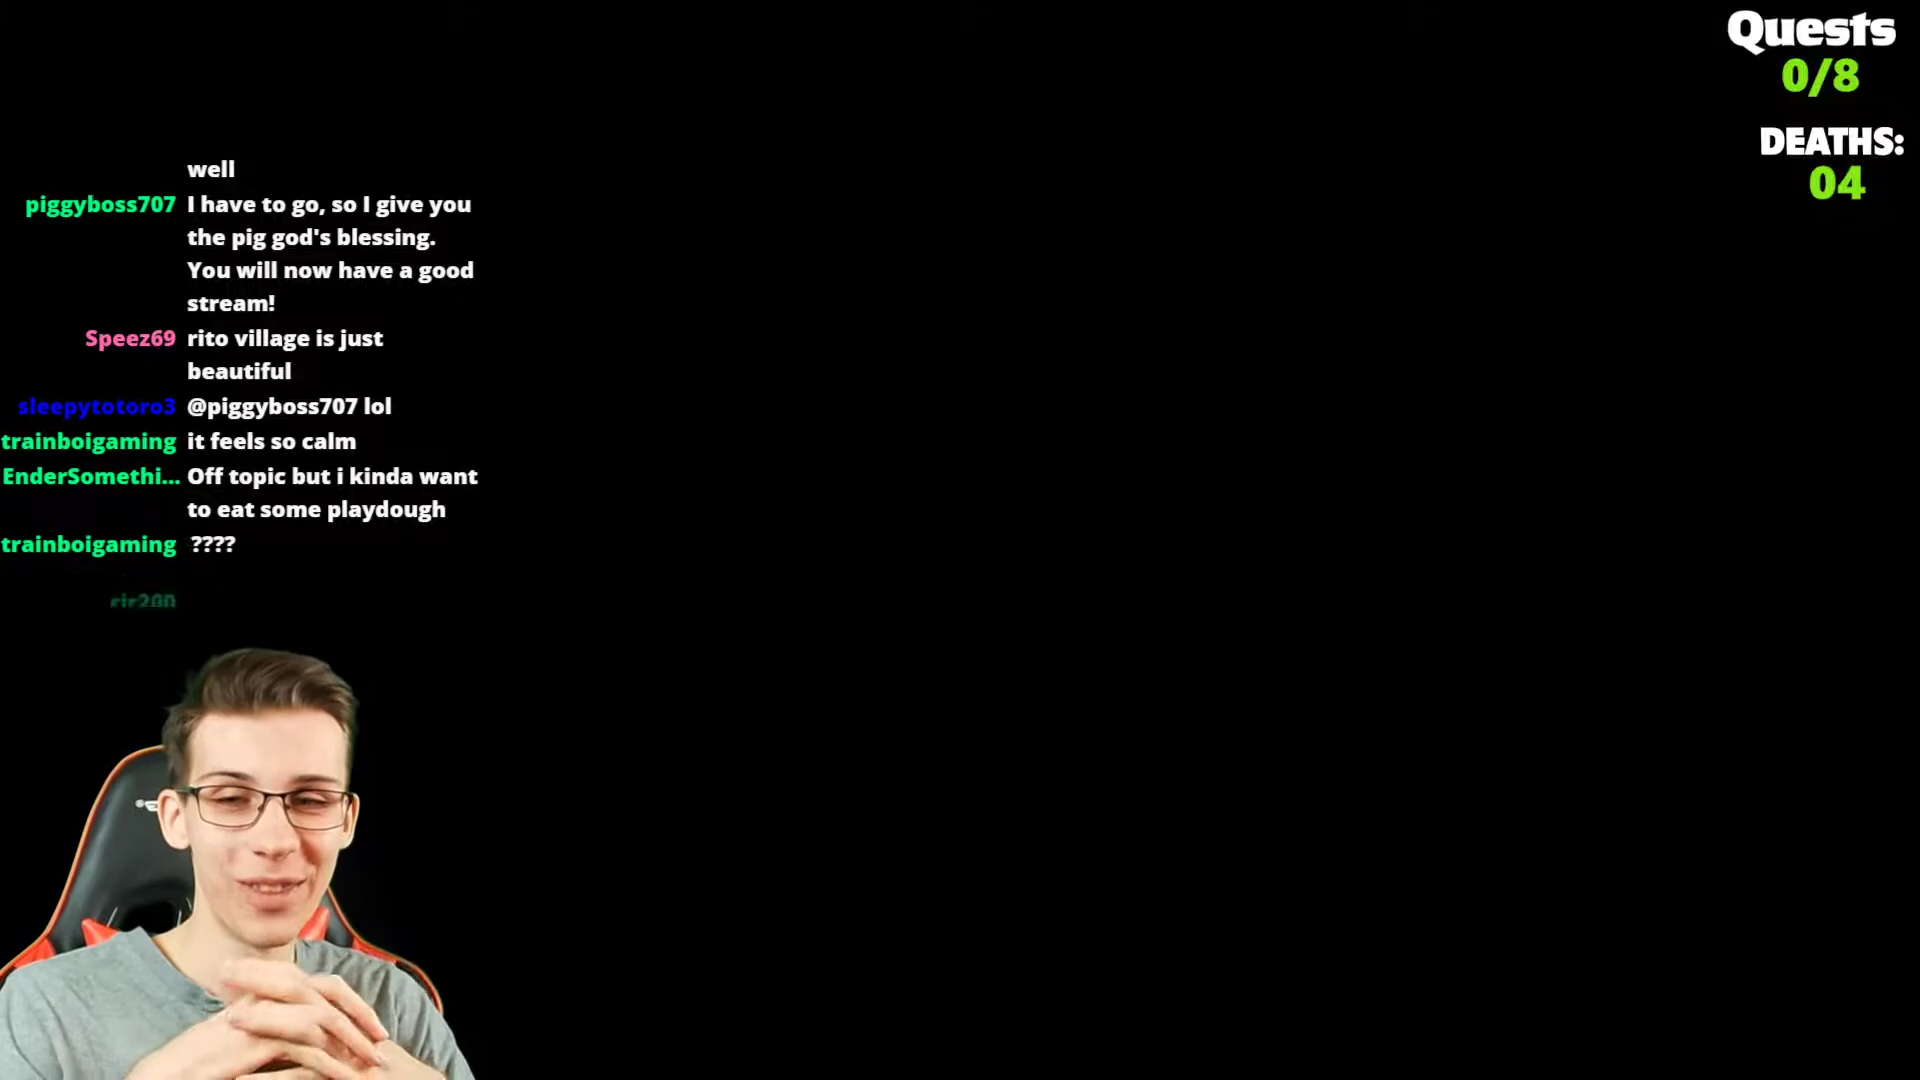 Quests
0/8
DEATHS:
04
well
piggyboss707 I have to go, so I give you
the pig god's blessing.
You will now have a good
stream!
Speez69 rito village is just
beautiful
sleepytotoro3 @piggyboss707 lol
trainboigaming it feels so calm
EnderSomethi... Off topic but i kinda want
to eat some playdough
trainboigaming ????